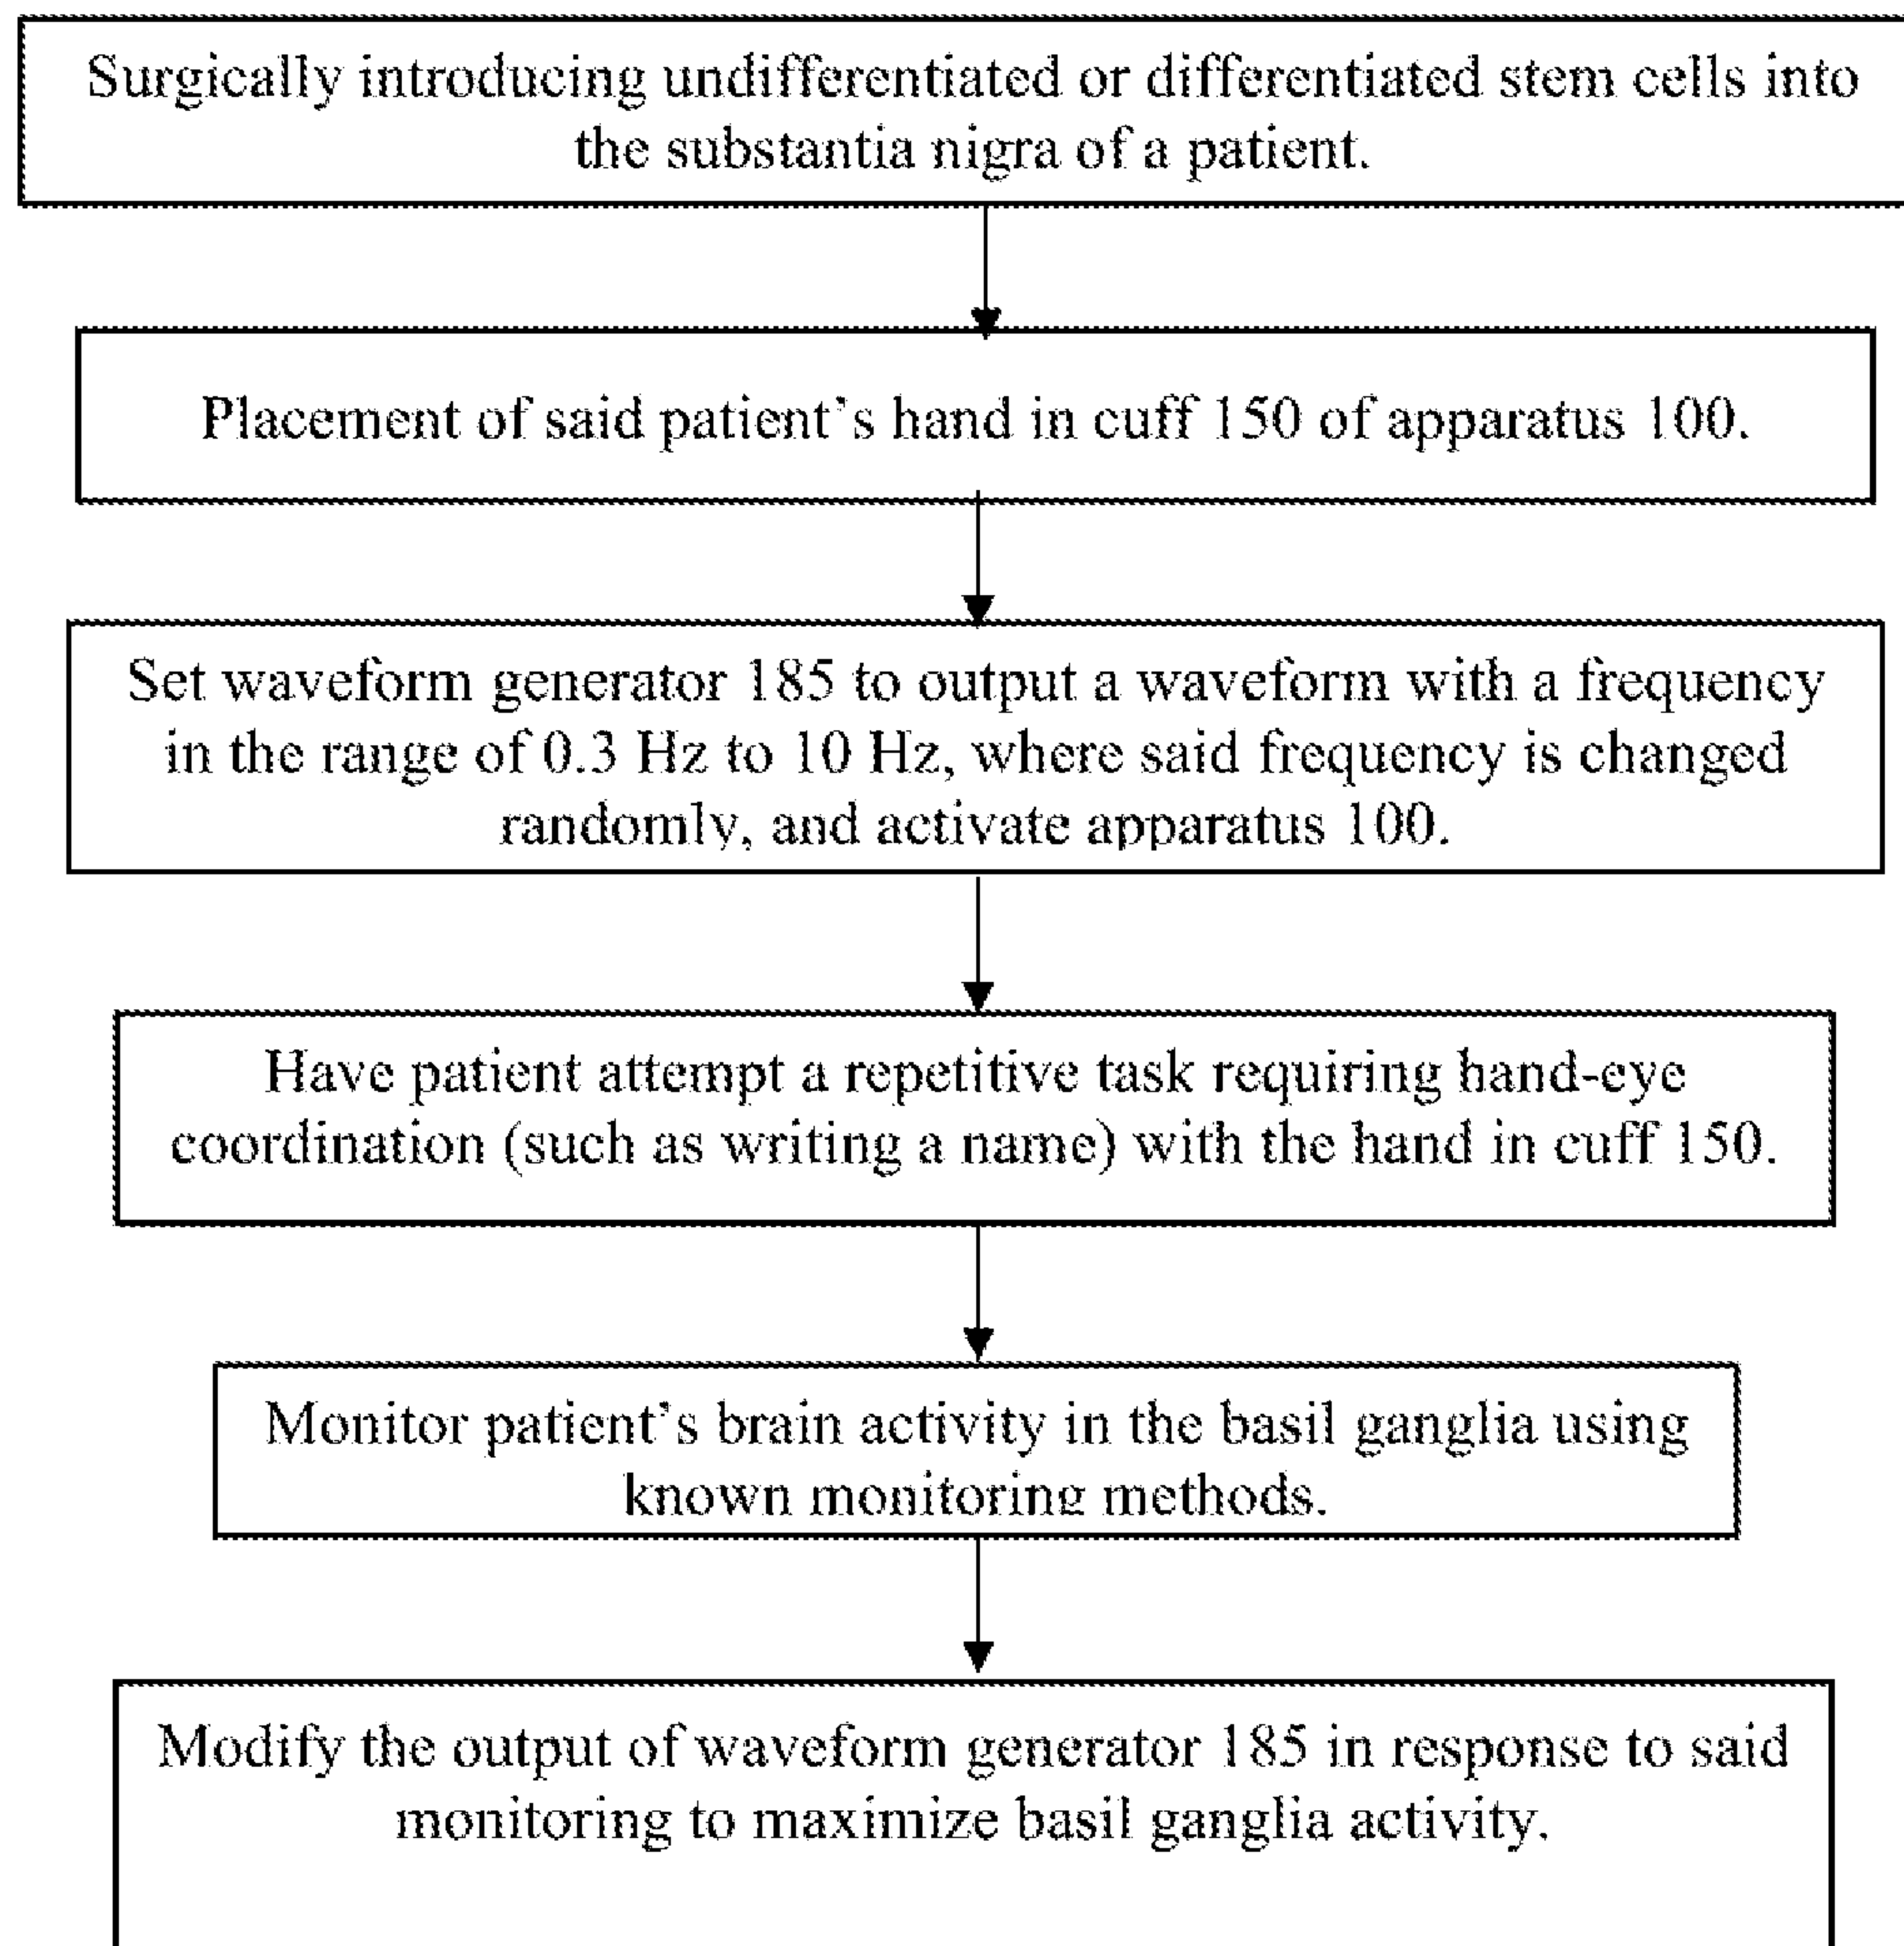 Surgically introducing undifferentiated or differentiated stem cells into
the substantia nigra of a patient.
Placement of said patient's hand in cuff 150 of apparatus 100.
Set waveform generator 185 to output a waveform with a frequency
in the range of 0.3 Hz to 10 Hz, where said frequency is changed
randomly, and activate apparatus 100.
Have patient attempt a repetitive task requiring hand-eye
coordination (such as writing a name) with the hand in cuff 150.
Monitor patient's brain activity in the basil ganglia using
known monitoring methods.
Modify the output of waveform generator 185 in response to said
monitoring to maximize basil ganglia activity.